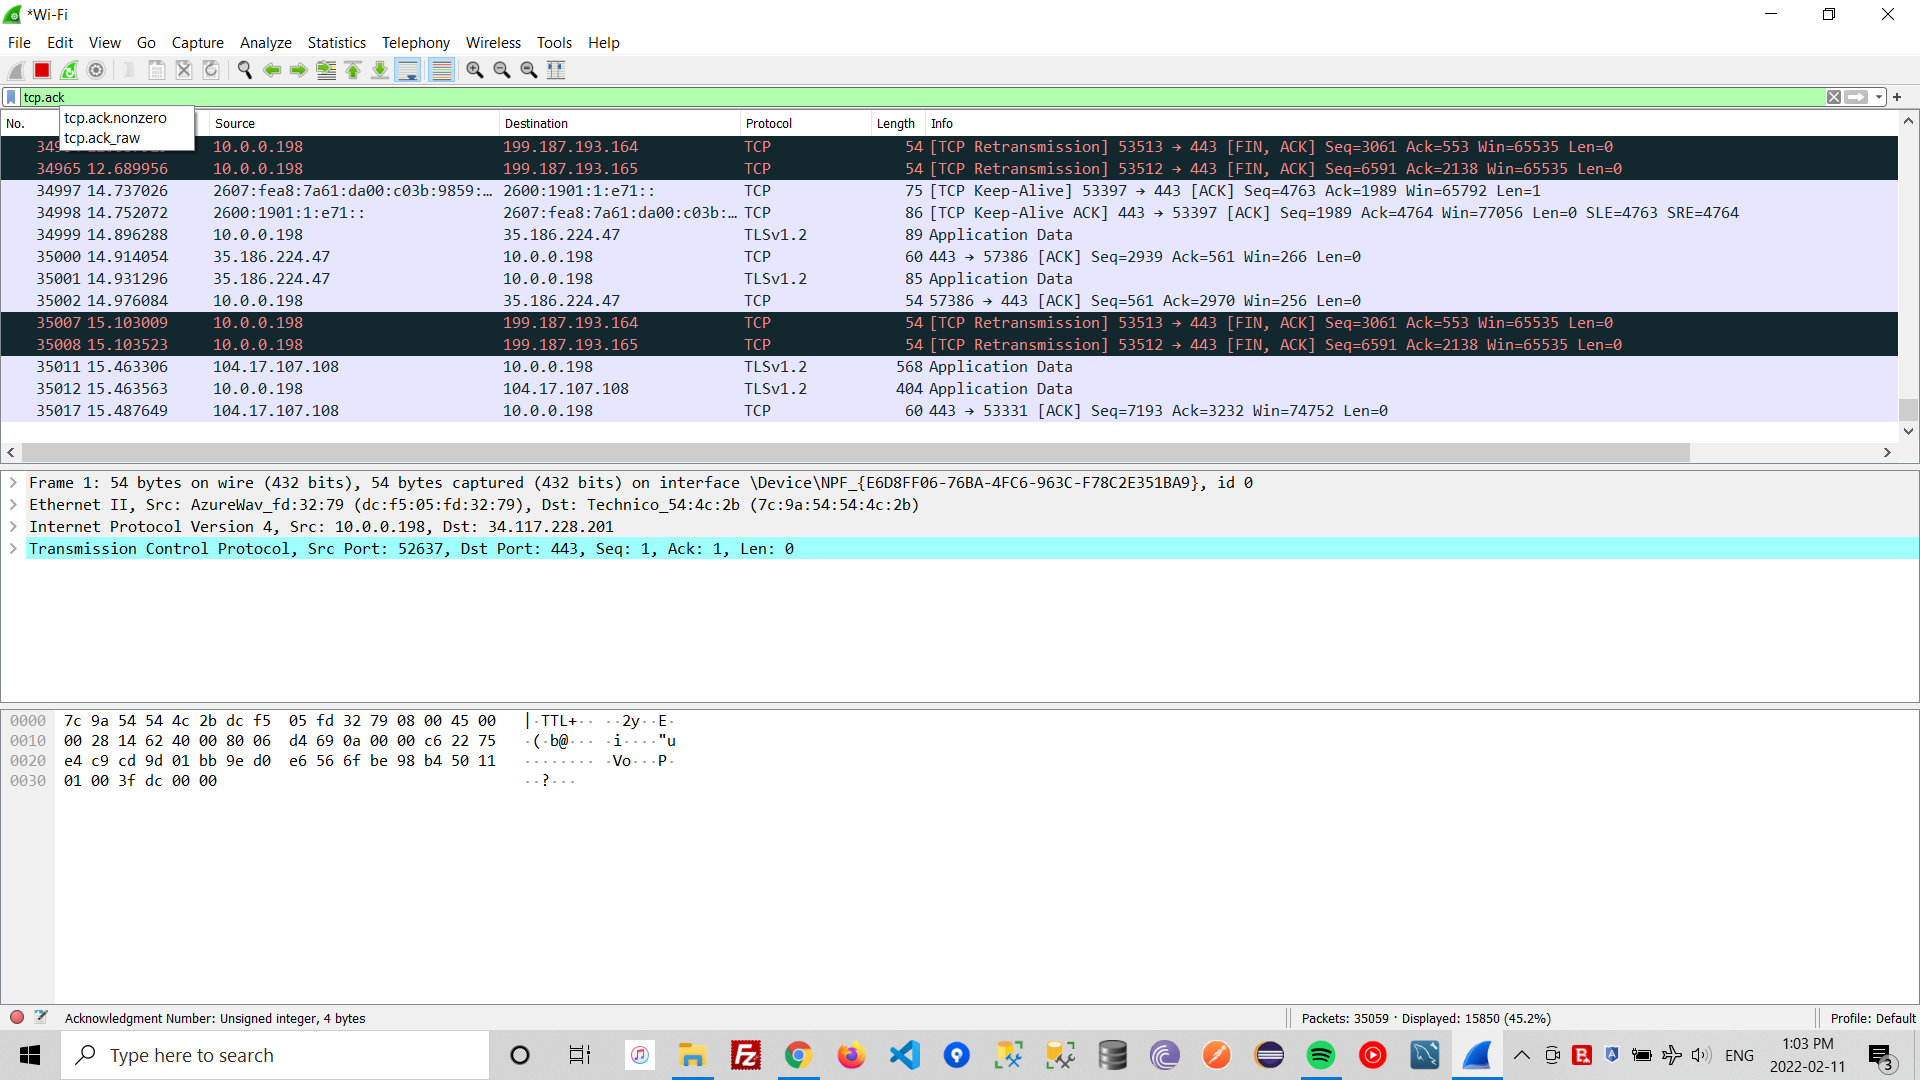 *Wi-Fi
File Edit View Go Capture Analyze Statistics Telephony Wireless Tools Help
tcp.ack
tcp.ack.nonzero
tcp.ack_raw
No. Source Destination Protocol Length Info
10.0.0.198 199.187.193.164 TCP 54 [TCP Retransmission] 53513 → 443 [FIN, ACK] Seq=3061 Ack=553 Win=65535 Len=0
34965 12.689956 10.0.0.198 199.187.193.165 TCP 54 [TCP Retransmission] 53512 → 443 [FIN, ACK] Seq=6591 Ack=2138 Win=65535 Len=0
34997 14.737026 2607:fea8:7a61:da00:c03b:9859:… 2600:1901:1:e71:: TCP 75 [TCP Keep-Alive] 53397 → 443 [ACK] Seq=4763 Ack=1989 Win=65792 Len=1
34998 14.752072 2600:1901:1:e71:: 2607:fea8:7a61:da00:c03b:… TCP 86 [TCP Keep-Alive ACK] 443 → 53397 [ACK] Seq=1989 Ack=4764 Win=77056 Len=0 SLE=4763 SRE=4764
34999 14.896288 10.0.0.198 35.186.224.47 TLSv1.2 89 Application Data
35000 14.914054 35.186.224.47 10.0.0.198 TCP 60 443 → 57386 [ACK] Seq=2939 Ack=561 Win=266 Len=0
35001 14.931296 35.186.224.47 10.0.0.198 TLSv1.2 85 Application Data
35002 14.976084 10.0.0.198 35.186.224.47 TCP 54 57386 → 443 [ACK] Seq=561 Ack=2970 Win=256 Len=0
35007 15.103009 10.0.0.198 199.187.193.164 TCP 54 [TCP Retransmission] 53513 → 443 [FIN, ACK] Seq=3061 Ack=553 Win=65535 Len=0
35008 15.103523 10.0.0.198 199.187.193.165 TCP 54 [TCP Retransmission] 53512 → 443 [FIN, ACK] Seq=6591 Ack=2138 Win=65535 Len=0
35011 15.463306 104.17.107.108 10.0.0.198 TLSv1.2 568 Application Data
35012 15.463563 10.0.0.198 104.17.107.108 TLSv1.2 404 Application Data
35017 15.487649 104.17.107.108 10.0.0.198 TCP 60 443 → 53331 [ACK] Seq=7193 Ack=3232 Win=74752 Len=0
Frame 1: 54 bytes on wire (432 bits), 54 bytes captured (432 bits) on interface \Device\NPF_{E6D8FF06-76BA-4FC6-963C-F78C2E351BA9}, id 0
Ethernet II, Src: AzureWav_fd:32:79 (dc:f5:05:fd:32:79), Dst: Technico_54:4c:2b (7c:9a:54:54:4c:2b)
Internet Protocol Version 4, Src: 10.0.0.198, Dst: 34.117.228.201
Transmission Control Protocol, Src Port: 52637, Dst Port: 443, Seq: 1, Ack: 1, Len: 0
0000 7c 9a 54 54 4c 2b dc f5 05 fd 32 79 08 00 45 00 |·TTL+·· ··2y··E·
0010 00 28 14 62 40 00 80 06 d4 69 0a 00 00 c6 22 75 ·(·b@··· ·i····"u
0020 e4 c9 cd 9d 01 bb 9e d0 e6 56 6f be 98 b4 50 11 ········ ·Vo···P·
0030 01 00 3f dc 00 00 ··?···
Acknowledgment Number: Unsigned integer, 4 bytes
Packets: 35059 · Displayed: 15850 (45.2%)
Profile: Default
Type here to search
ENG
1:03 PM
2022-02-11
3